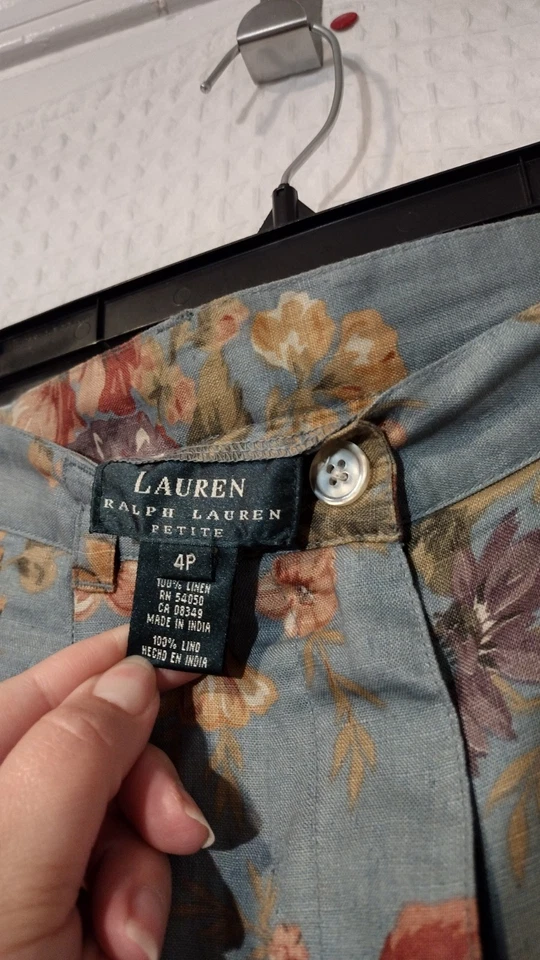 LAUREN
RALPH LAUREN
PETITE
4P
100% LINEN
RN 54050
CA 08349
MADE IN INDIA
100% LINO
HECHO EN INDIA